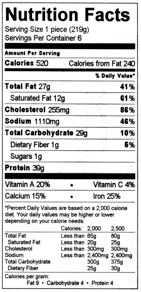 Nutrition Facts
Serving Size 1 piece (219g)
Servings Per Container 6
Amount Per Serving
Calories 520 Calories from Fat 240
% Daily Value*
Total Fat 27g 41%
Saturated Fat 12g 61%
Cholesterol 255mg 86%
Sodium 1110mg 46%
Total Carbohydrate 29g 10%
Dietary Fiber 1g 5%
Sugars 1g
Protein 39g
Vitamin A 20% • Vitamin C 4%
Calcium 15% • Iron 25%
*Percent Daily Values are based on a 2,000 calorie
diet. Your daily values may be higher or lower
depending on your calorie needs:
Calories: 2,000 2,500
Total Fat Less than 65g 80g
Saturated Fat Less than 20g 25g
Cholesterol Less than 300mg 300mg
Sodium Less than 2,400mg 2,400mg
Total Carbohydrate 300g 375g
Dietary Fiber 25g 30g
Calories per gram:
Fat 9 • Carbohydrate 4 • Protein 4